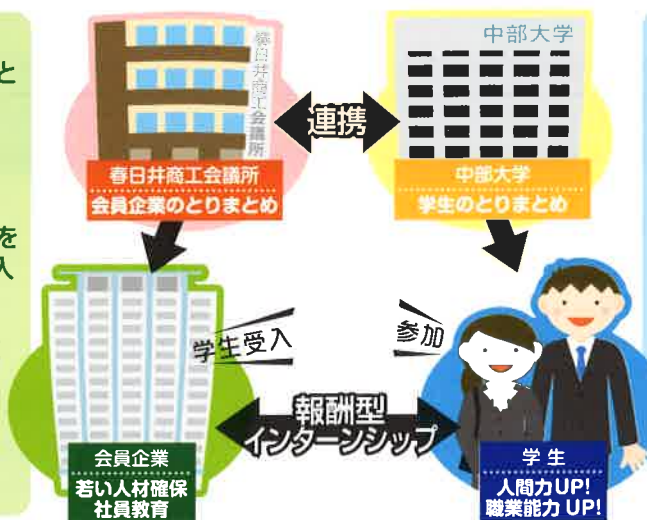 と
を
入
春日井商工会議所
中部大学
連携
春日井商工会議所
会員企業のとりまとめ
中部大学
学生のとりまとめ
学生受入
参加
報酬型
インターンシップ
会員企業
若い人材確保
社員教育
学生
人間力UP!
職業能力UP!